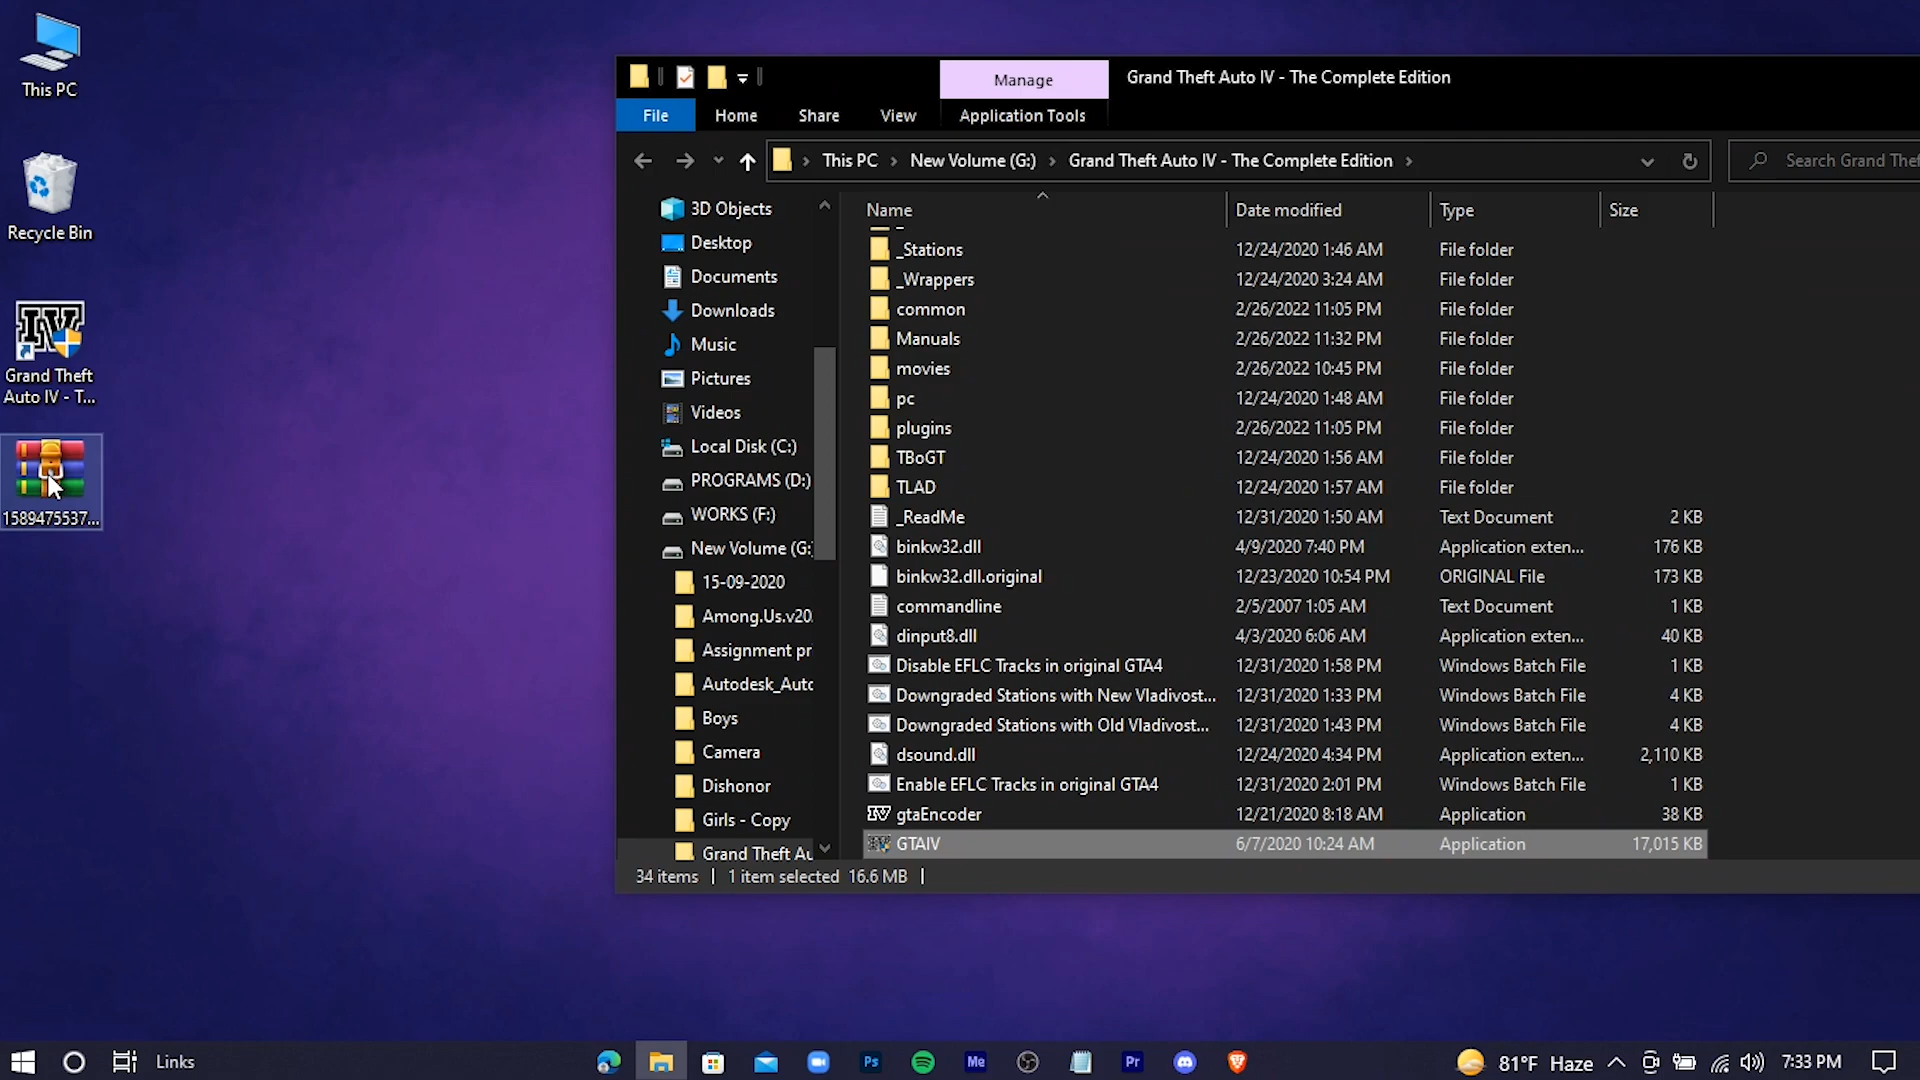 This PC
Recycle Bin
Grand Theft
Auto IV - T...
1589475537...
Manage
Grand Theft Auto IV - The Complete Edition
File
Home
Share
View
Application Tools
This PC
New Volume (G:)
Grand Theft Auto IV - The Complete Edition
Search Grand Thef
3D Objects
Desktop
Documents
Downloads
Music
Pictures
Videos
Local Disk (C:)
PROGRAMS (D:)
WORKS (F:)
New Volume (G:
15-09-2020
Among.Us.v20
Assignment pr
Autodesk_Auto
Boys
Camera
Dishonor
Girls - Copy
Grand Theft Au
Name Date modified Type Size
_Stations 12/24/2020 1:46 AM File folder
_Wrappers 12/24/2020 3:24 AM File folder
common 2/26/2022 11:05 PM File folder
Manuals 2/26/2022 11:32 PM File folder
movies 2/26/2022 10:45 PM File folder
pc 12/24/2020 1:48 AM File folder
plugins 2/26/2022 11:05 PM File folder
TBoGT 12/24/2020 1:56 AM File folder
TLAD 12/24/2020 1:57 AM File folder
_ReadMe 12/31/2020 1:50 AM Text Document 2 KB
binkw32.dll 4/9/2020 7:40 PM Application exten... 176 KB
binkw32.dll.original 12/23/2020 10:54 PM ORIGINAL File 173 KB
commandline 2/5/2007 1:05 AM Text Document 1 KB
dinput8.dll 4/3/2020 6:06 AM Application exten... 40 KB
Disable EFLC Tracks in original GTA4 12/31/2020 1:58 PM Windows Batch File 1 KB
Downgraded Stations with New Vladivost... 12/31/2020 1:33 PM Windows Batch File 4 KB
Downgraded Stations with Old Vladivost... 12/31/2020 1:43 PM Windows Batch File 4 KB
dsound.dll 12/24/2020 4:34 PM Application exten... 2,110 KB
Enable EFLC Tracks in original GTA4 12/31/2020 2:01 PM Windows Batch File 1 KB
gtaEncoder 12/21/2020 8:18 AM Application 38 KB
GTAIV 6/7/2020 10:24 AM Application 17,015 KB
34 items 1 item selected 16.6 MB
Links
Ps
Me
Pr
81°F Haze
7:33 PM